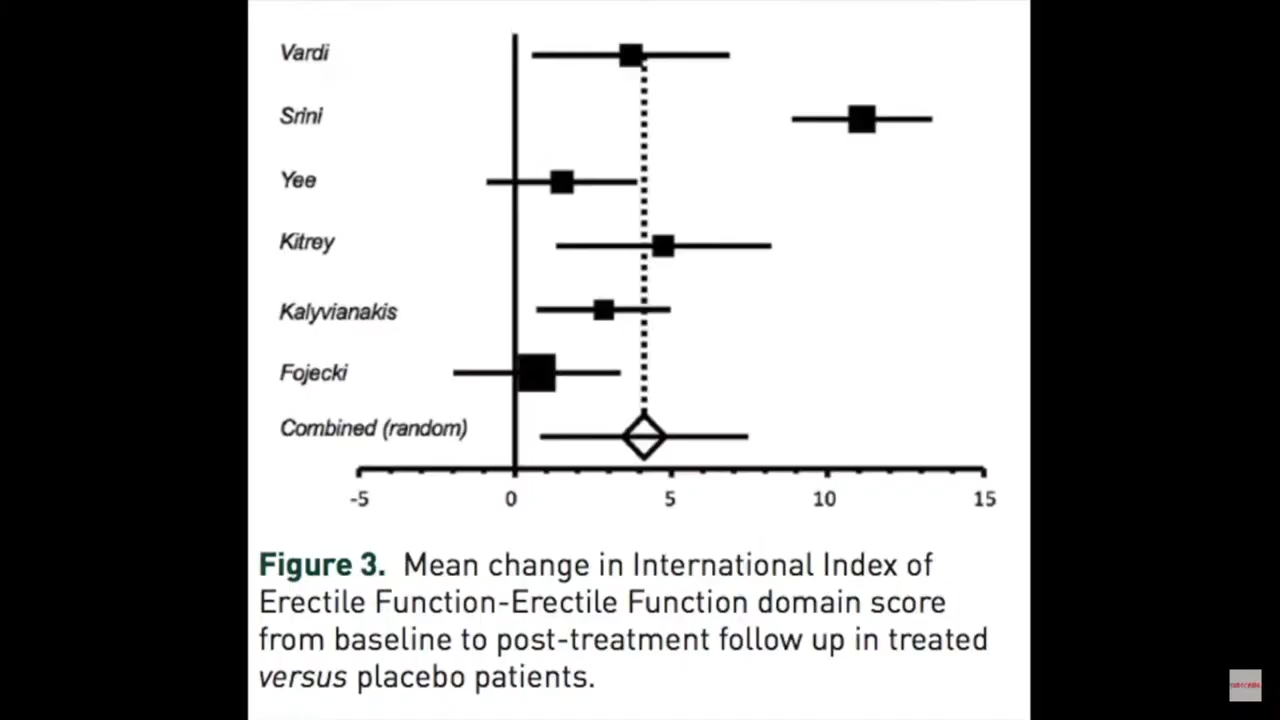 Vardi
Srini
Yee
Kitrey
Kalyvianakis
Fojecki
Combined (random)
-5 0 5 10 15
Figure 3. Mean change in International Index of
Erectile Function-Erectile Function domain score
from baseline to post-treatment follow up in treated
versus placebo patients.